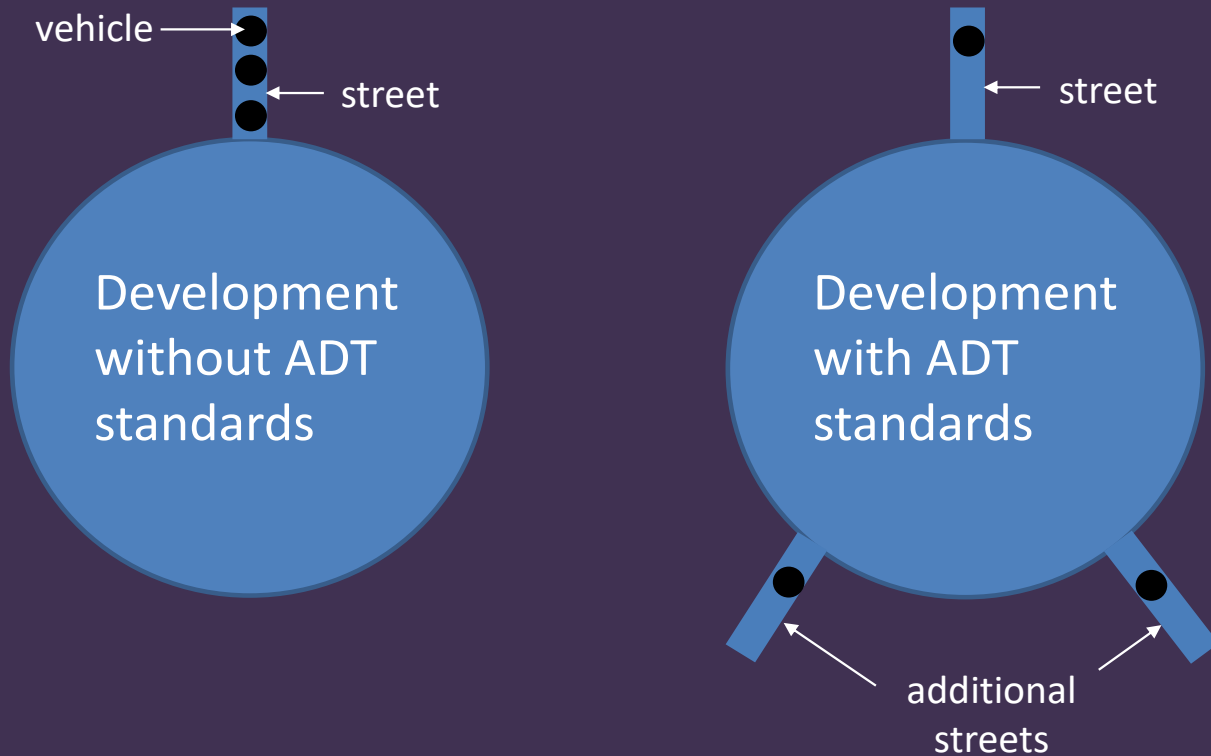 vehicle
street
street
Development
without ADT
standards
Development
with ADT
standards
additional
streets